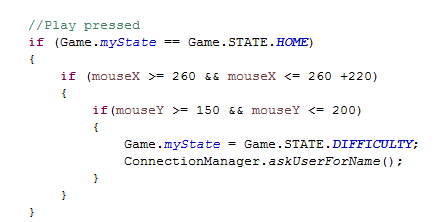 //Play pressed
if (Game.myState == Game.STATE.HOME)
{
    if (mouseX >= 260 && mouseX <= 260 +220)
    {
        if(mouseY >= 150 && mouseY <= 200)
        {
            Game.myState = Game.STATE.DIFFICULTY;
            ConnectionManager.askUserForName();
        }
    }
}